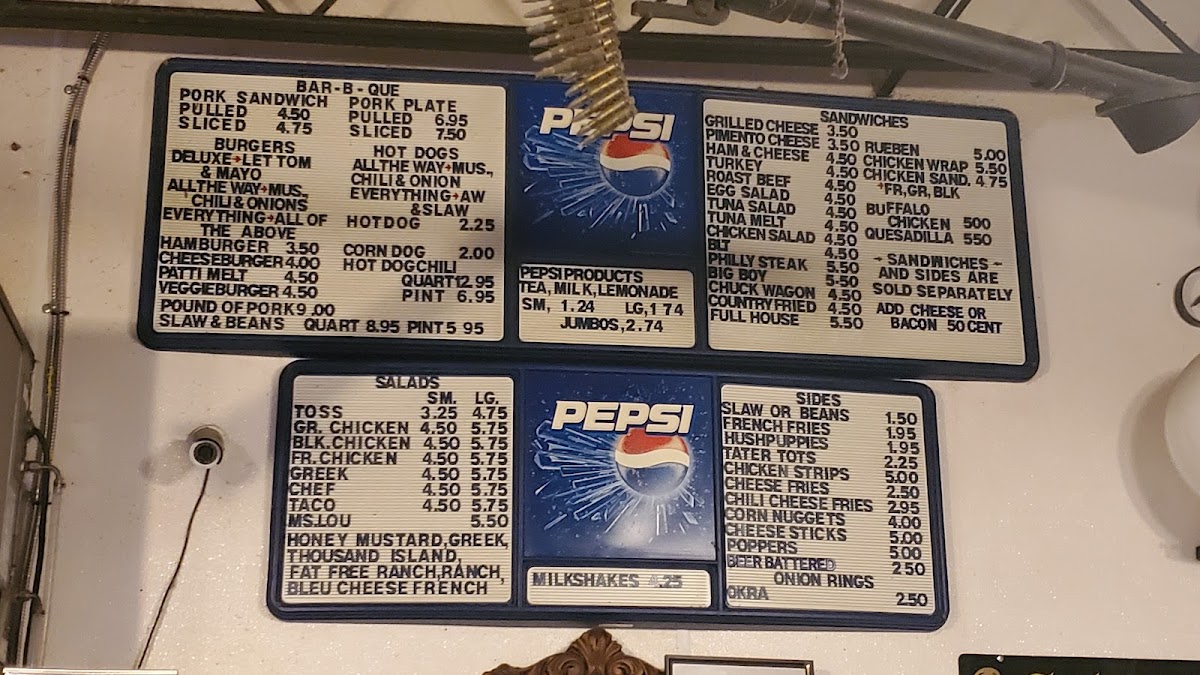 BAR-B-QUE
PORK SANDWICH
PULLED 4.50
SLICED 4.75
PORK PLATE
PULLED 6.95
SLICED 7.50
BURGERS
DELUXE→LET TOM
& MAYO
ALL THE WAY→MUS.,
CHILI & ONIONS
EVERYTHING→ALL OF
THE ABOVE
HAMBURGER 3.50
CHEESEBURGER 4.00
PATTI MELT 4.50
VEGGIEBURGER 4.50
HOT DOGS
ALL THE WAY→MUS.,
CHILI & ONION
EVERYTHING→AW
& SLAW
HOTDOG 2.25
CORN DOG 2.00
HOT DOG CHILI
QUART 12.95
PINT 6.95
POUND OF PORK 9.00
SLAW & BEANS QUART 8.95 PINT 5 95
PEPSI
PEPSI PRODUCTS
TEA, MILK, LEMONADE
SM, 1.24 LG, 1 74
JUMBOS, 2.74
SANDWICHES
GRILLED CHEESE 3.50
PIMENTO CHEESE 3.50
HAM & CHEESE 4.50
TURKEY 4.50
ROAST BEEF 4.50
EGG SALAD 4.50
TUNA SALAD 4.50
TUNA MELT 4.50
CHICKEN SALAD 4.50
BLT 4.50
PHILLY STEAK 5.50
BIG BOY 5.50
CHUCK WAGON 4.50
COUNTRY FRIED 4.50
FULL HOUSE 5.50
RUEBEN 5.00
CHICKEN WRAP 5.50
CHICKEN SAND. 4.75
→FR, GR, BLK
BUFFALO
CHICKEN 500
QUESADILLA 550
- SANDWICHES -
AND SIDES ARE
SOLD SEPARATELY
ADD CHEESE OR
BACON 50 CENT
SALADS
SM. LG.
TOSS 3.25 4.75
GR. CHICKEN 4.50 5.75
BLK. CHICKEN 4.50 5.75
FR. CHICKEN 4.50 5.75
GREEK 4.50 5.75
CHEF 4.50 5.75
TACO 4.50 5.75
MS.LOU 5.50
HONEY MUSTARD, GREEK,
THOUSAND ISLAND,
FAT FREE RANCH, RANCH,
BLEU CHEESE FRENCH
PEPSI
MILKSHAKES 4.25
SIDES
SLAW OR BEANS 1.50
FRENCH FRIES 1.95
HUSHPUPPIES 1.95
TATER TOTS 2.25
CHICKEN STRIPS 5.00
CHEESE FRIES 2.50
CHILI CHEESE FRIES 2.95
CORN NUGGETS 4.00
CHEESE STICKS 5.00
POPPERS 5.00
BEER BATTERED 2 50
ONION RINGS
OKRA 2.50